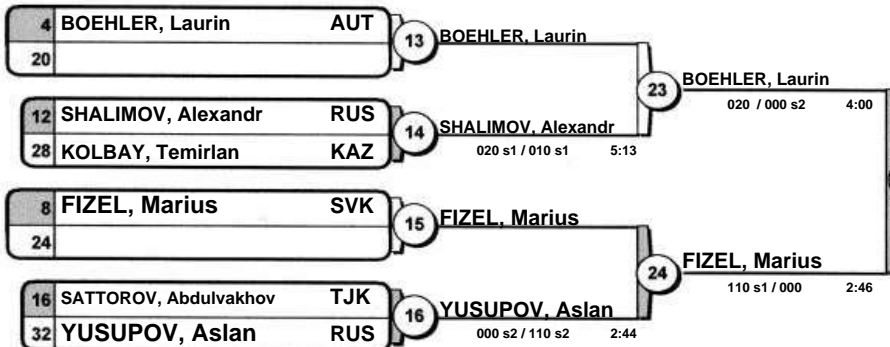 4 BOEHLER, Laurin AUT
20
13 BOEHLER, Laurin
12 SHALIMOV, Alexandr RUS
28 KOLBAY, Temirlan KAZ
14 SHALIMOV, Alexandr
020 s1 / 010 s1 5:13
23 BOEHLER, Laurin
020 / 000 s2 4:00
8 FIZEL, Marius SVK
24
15 FIZEL, Marius
16 SATTOROV, Abdulvakhov TJK
32 YUSUPOV, Aslan RUS
16 YUSUPOV, Aslan
000 s2 / 110 s2 2:44
24 FIZEL, Marius
110 s1 / 000 2:46